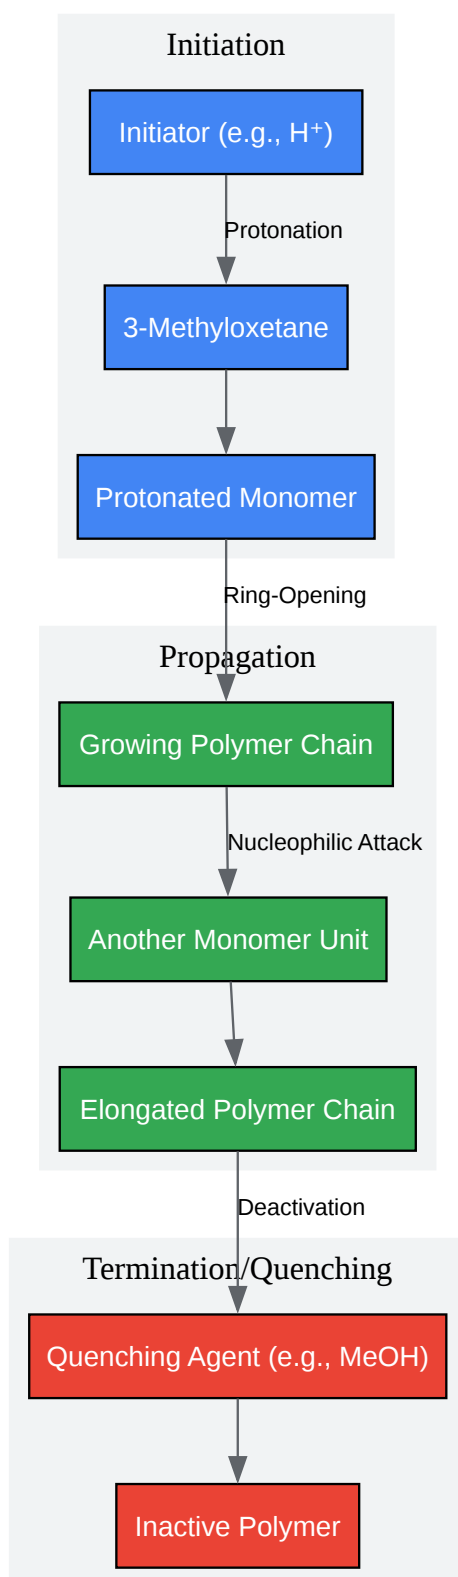 Initiation
Initiator (e.g., H⁺)
Protonation
3-Methyloxetane
Protonated Monomer
Ring-Opening
Propagation
Growing Polymer Chain
Nucleophilic Attack
Another Monomer Unit
Elongated Polymer Chain
Deactivation
Termination/Quenching
Quenching Agent (e.g., MeOH)
Inactive Polymer